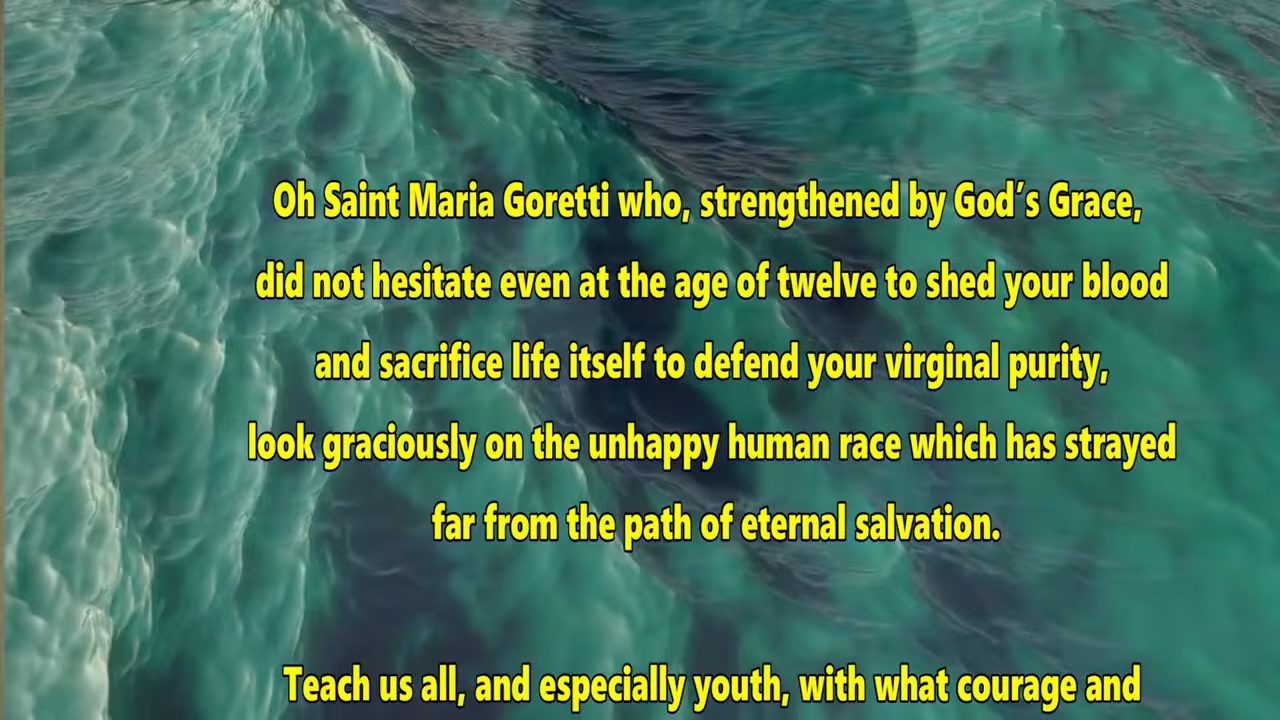 Oh Saint Maria Goretti who, strengthened by God’s Grace,
did not hesitate even at the age of twelve to shed your blood
and sacrifice life itself to defend your virginal purity,
look graciously on the unhappy human race which has strayed
far from the path of eternal salvation.
Teach us all, and especially youth, with what courage and